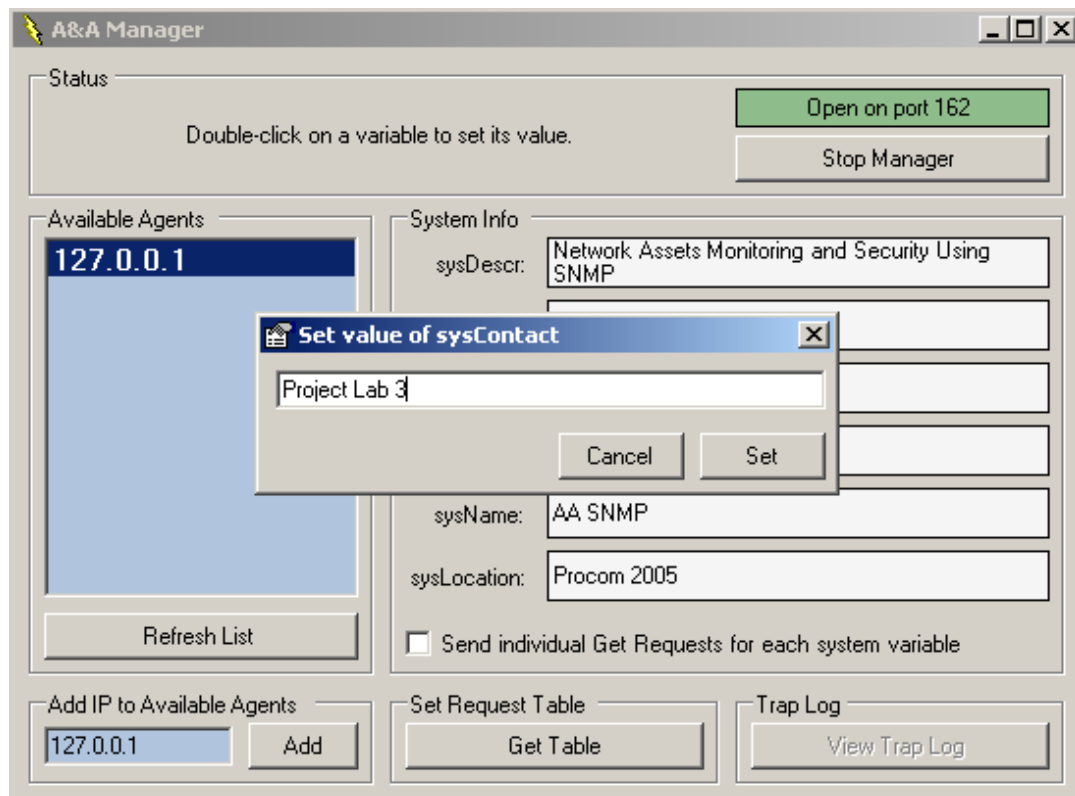 A&A Manager
Status
Double-click on a variable to set its value.
Open on port 162
Stop Manager
Available Agents
127.0.0.1
Refresh List
System Info
sysDescr:
Network Assets Monitoring and Security Using
SNMP
Set value of sysContact
Project Lab 3
Cancel
Set
sysName:
AA SNMP
sysLocation:
Procom 2005
Send individual Get Requests for each system variable
Add IP to Available Agents
127.0.0.1
Add
Set Request Table
Get Table
Trap Log
View Trap Log